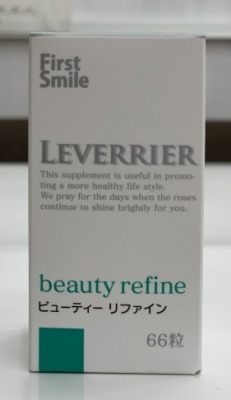 First
Smile
LEVERRIER
This supplement is useful in promo-
ting a more healthy life style.
We pray for the days when the roses
continue to shine brightly for you.
beauty refine
ビューティー リファイン
66粒